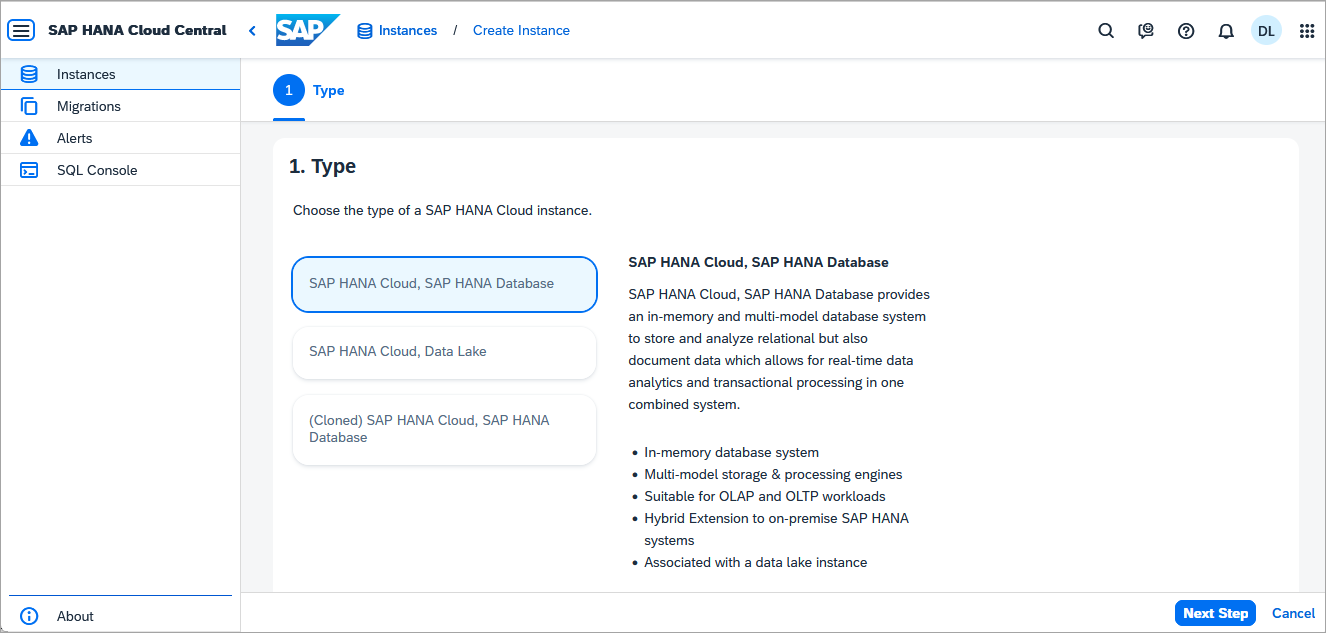 SAP HANA Cloud Central
SAP
Instances / Create Instance
DL
Instances
Migrations
Alerts
SQL Console
About
1 Type
1. Type
Choose the type of a SAP HANA Cloud instance.
SAP HANA Cloud, SAP HANA Database
SAP HANA Cloud, Data Lake
(Cloned) SAP HANA Cloud, SAP HANA
Database
SAP HANA Cloud, SAP HANA Database
SAP HANA Cloud, SAP HANA Database provides
an in-memory and multi-model database system
to store and analyze relational but also
document data which allows for real-time data
analytics and transactional processing in one
combined system.
• In-memory database system
• Multi-model storage & processing engines
• Suitable for OLAP and OLTP workloads
• Hybrid Extension to on-premise SAP HANA
systems
• Associated with a data lake instance
Next Step
Cancel